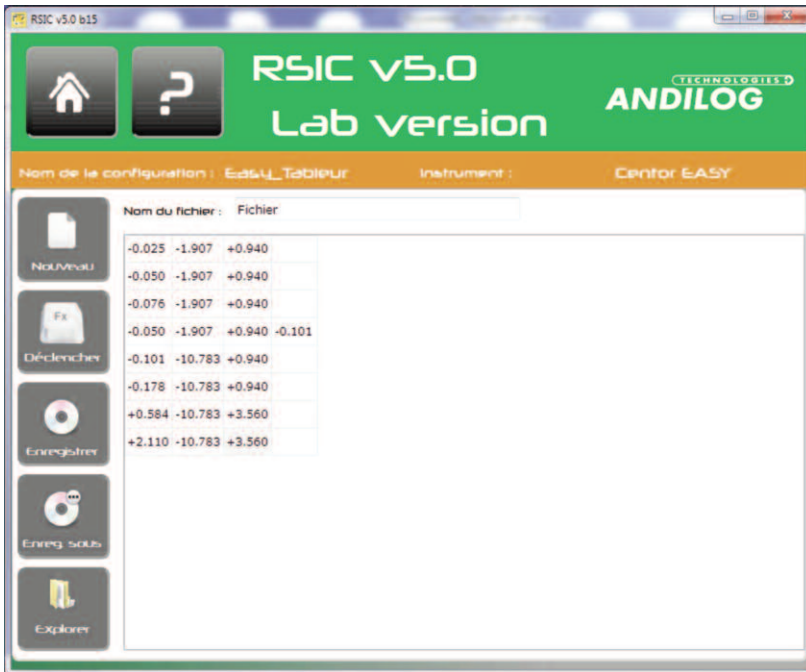 RSIC v5.0 b15
?
RSIC v5.0
Lab version
TECHNOLOGIES
ANDILOG
Nom de la configuration : Easy_Tableur Instrument : Centor EASY
Nouveau
Fx
Déclencher
Enregistrer
Enreg. sous
Explorer
Nom du fichier : Fichier
-0.025 -1.907 +0.940
-0.050 -1.907 +0.940
-0.076 -1.907 +0.940
-0.050 -1.907 +0.940 -0.101
-0.101 -10.783 +0.940
-0.178 -10.783 +0.940
+0.584 -10.783 +3.560
+2.110 -10.783 +3.560